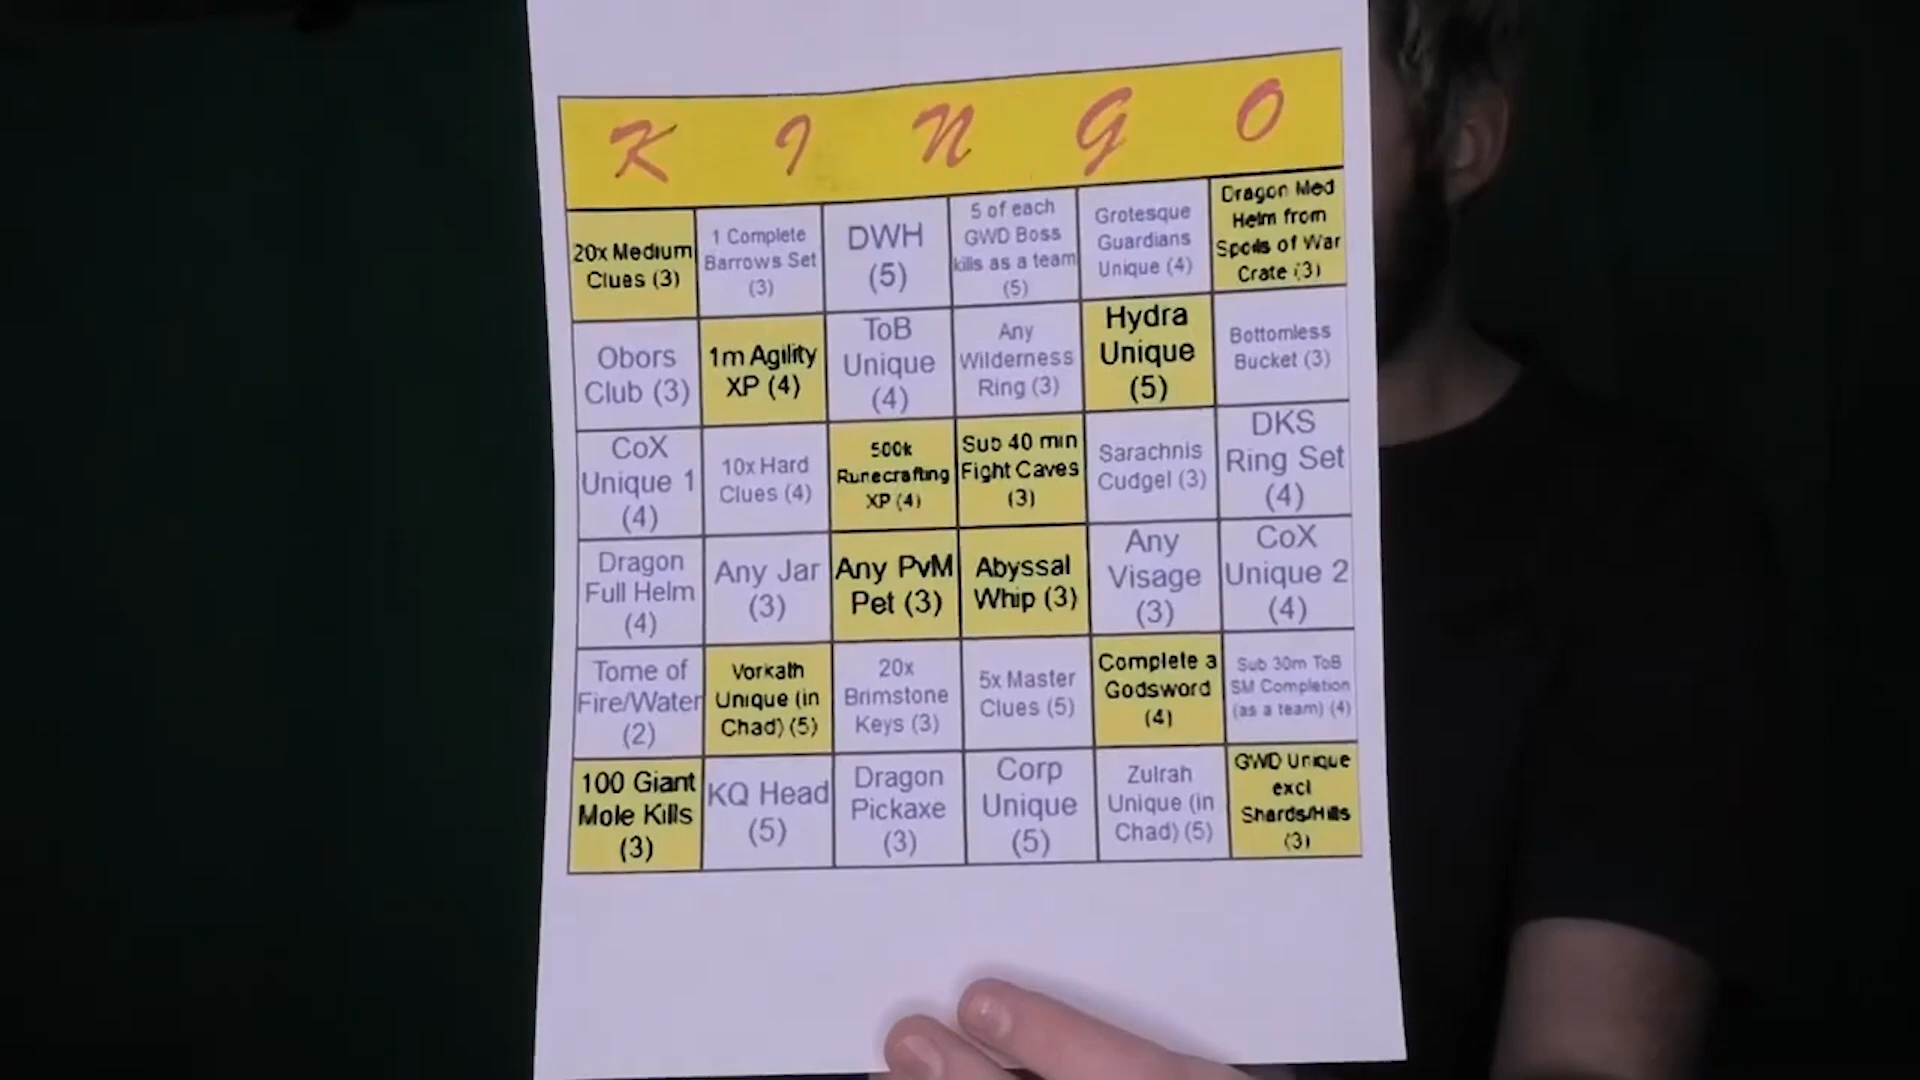 K I N G O
20x Medium
Clues (3)
1 Complete
Barrows Set
(3)
DWH
(5)
5 of each
GWD Boss
kills as a team
(5)
Grotesque
Guardians
Unique (4)
Dragon Med
Helm from
Spoils of War
Crate (3)
Obors
Club (3)
1m Agility
XP (4)
ToB
Unique
(4)
Any
Wilderness
Ring (3)
Hydra
Unique
(5)
Bottomless
Bucket (3)
CoX
Unique 1
(4)
10x Hard
Clues (4)
500k
Runecrafting
XP (4)
Sub 40 min
Fight Caves
(3)
Sarachnis
Cudgel (3)
DKS
Ring Set
(4)
Dragon
Full Helm
(4)
Any Jar
(3)
Any PvM
Pet (3)
Abyssal
Whip (3)
Any
Visage
(3)
CoX
Unique 2
(4)
Tome of
Fire/Water
(2)
Vorkath
Unique (in
Chad) (5)
20x
Brimstone
Keys (3)
5x Master
Clues (5)
Complete a
Godsword
(4)
Sub 30m ToB
SM Completion
(as a team) (4)
100 Giant
Mole Kills
(3)
KQ Head
(5)
Dragon
Pickaxe
(3)
Corp
Unique
(5)
Zulrah
Unique (in
Chad) (5)
GWD Unique
excl
Shards/Hilts
(3)